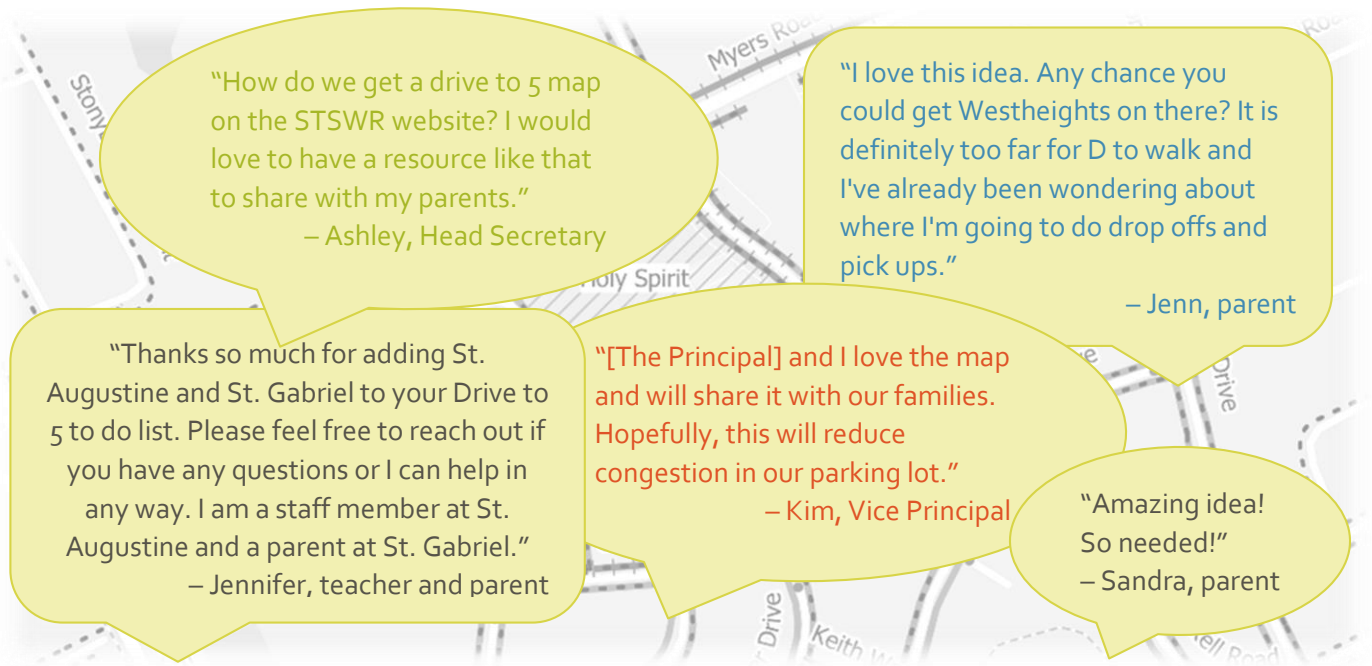 “How do we get a drive to 5 map
on the STSWR website? I would
love to have a resource like that
to share with my parents.”
– Ashley, Head Secretary
“I love this idea. Any chance you
could get Westheights on there? It is
definitely too far for D to walk and
I've already been wondering about
where I'm going to do drop offs and
pick ups.”
– Jenn, parent
“Thanks so much for adding St.
Augustine and St. Gabriel to your Drive to
5 to do list. Please feel free to reach out if
you have any questions or I can help in
any way. I am a staff member at St.
Augustine and a parent at St. Gabriel.”
– Jennifer, teacher and parent
“[The Principal] and I love the map
and will share it with our families.
Hopefully, this will reduce
congestion in our parking lot.”
– Kim, Vice Principal
“Amazing idea!
So needed!”
– Sandra, parent
Myers Road
Holy Spirit
Drive
Drive
Keith
Road